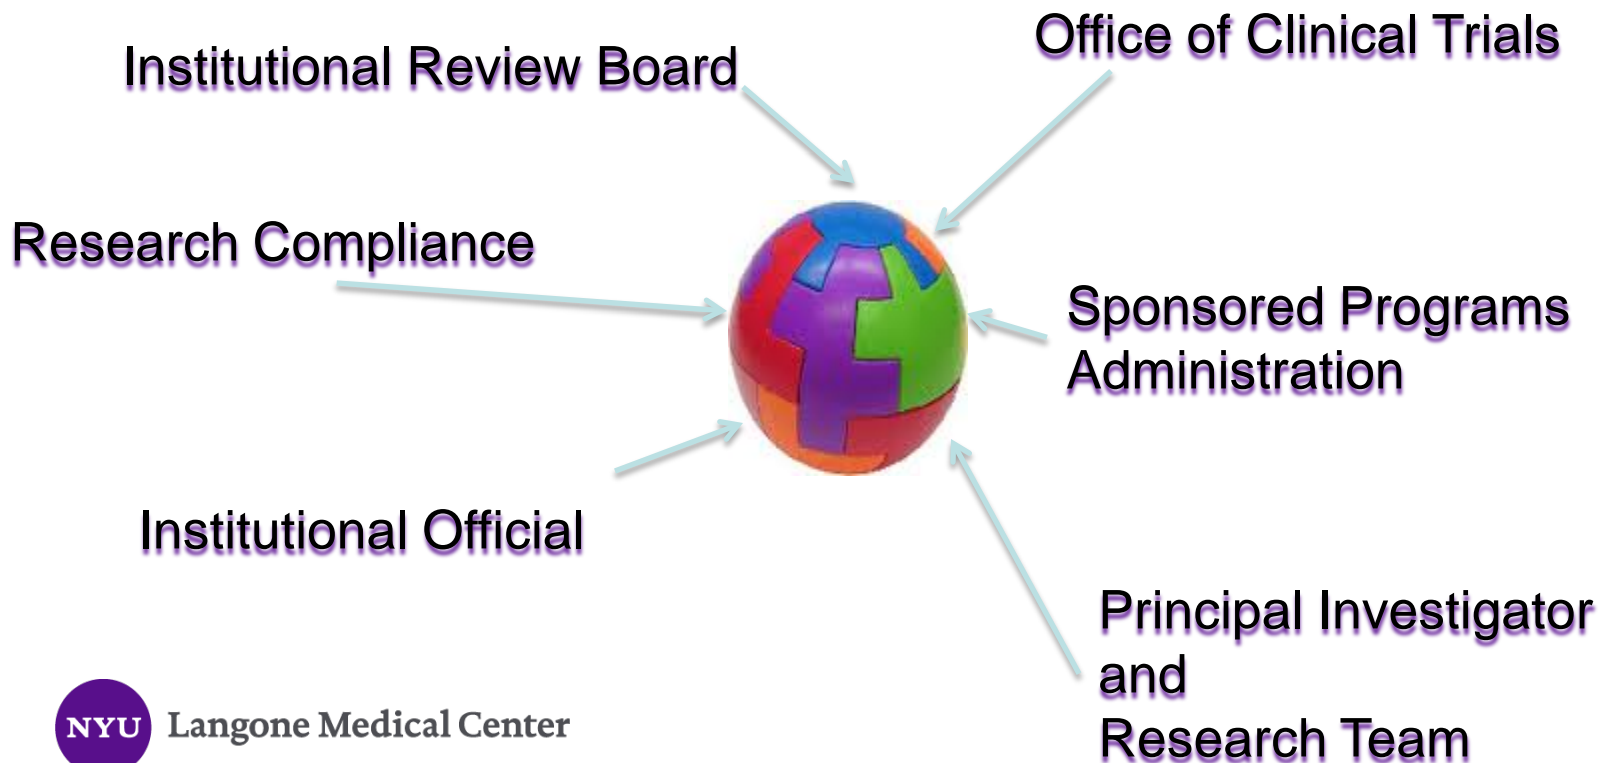 Institutional Review Board
Office of Clinical Trials
Research Compliance
Sponsored Programs
Administration
Institutional Official
Principal Investigator
and
Research Team
NYU Langone Medical Center